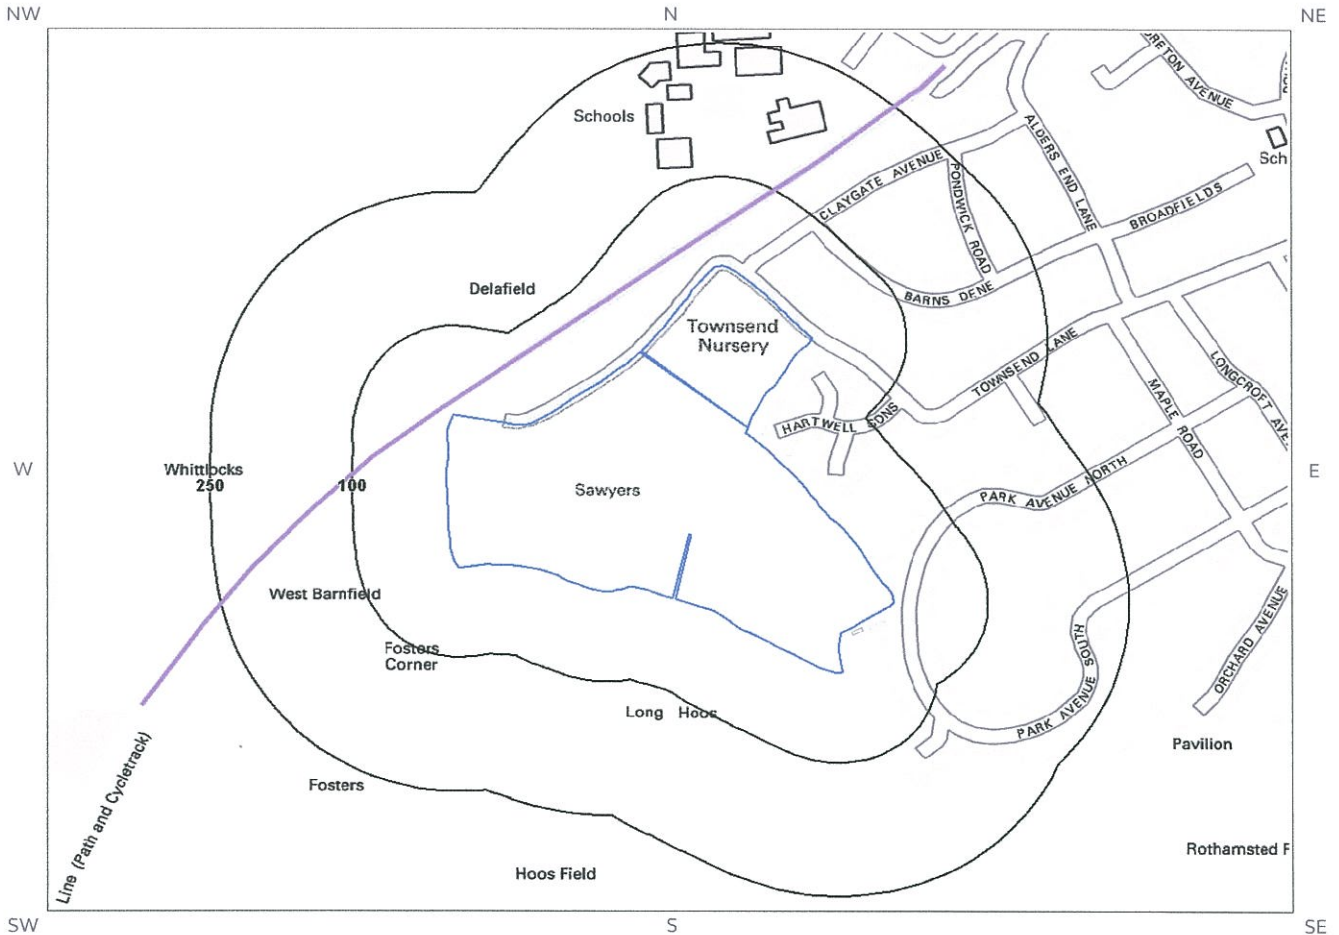 NW
N
NE
RETON AVENUE
Schools
ALDERS END LANE
Sch
CLAYGATE AVENUE
PONDWICK ROAD
BROADFIELDS
Delafield
BARNS DENE
Townsend
Nursery
TOWNSEND LANE
LONGCROFT AVE
MAPLE ROAD
HARTWELL GDNS
W
Whittlocks
250
100
Sawyers
PARK AVENUE NORTH
E
West Barnfield
Fosters
Corner
PARK AVENUE SOUTH
ORCHARD AVENUE
Long Hoos
Pavilion
Line (Path and Cycletrack)
Fosters
Rothamsted
Hoos Field
SW
S
SE